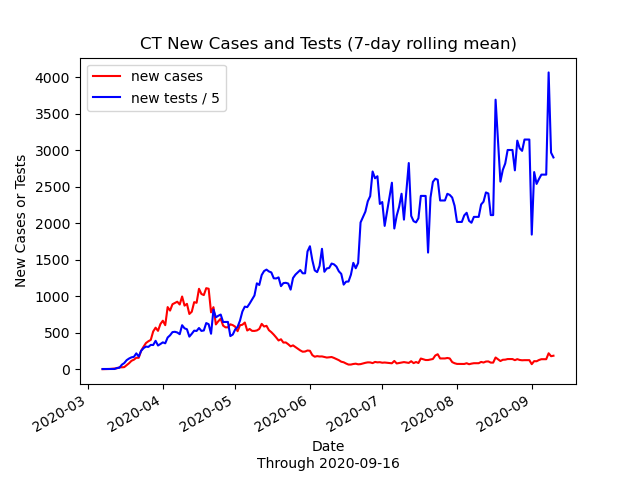 CT New Cases and Tests (7-day rolling mean)
new cases
new tests / 5
4000
3500
3000
2500
2000
1500
1000
500
0
New Cases or Tests
2020-03
2020-04
2020-05
2020-06
2020-07
2020-08
2020-09
Date
Through 2020-09-16